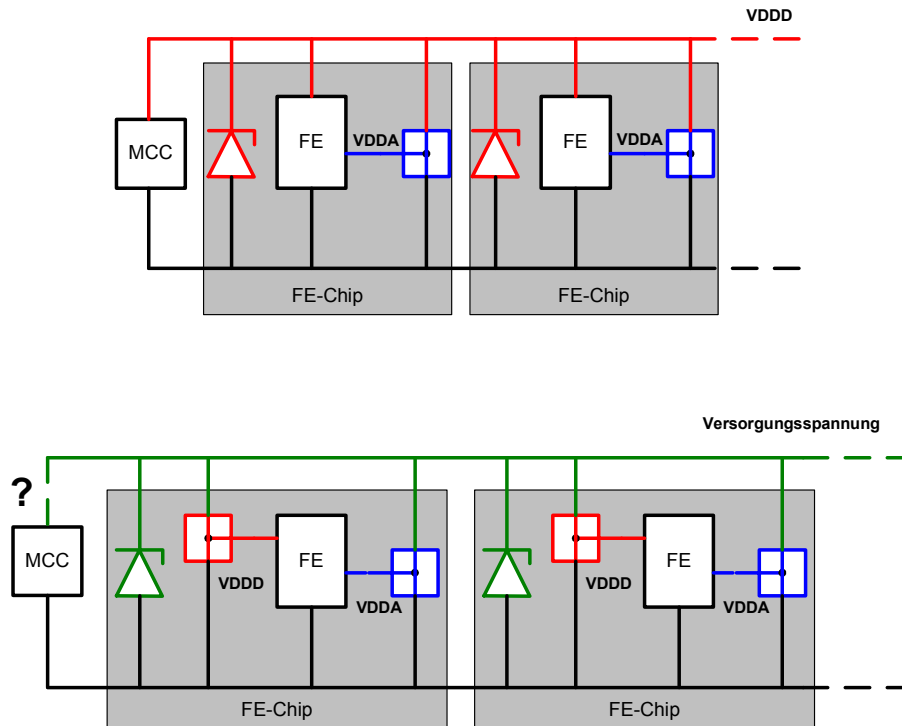 VDDD
MCC
FE
VDDA
FE
VDDA
FE-Chip
FE-Chip
Versorgungsspannung
?
MCC
FE
FE
VDDD
VDDA
VDDD
VDDA
FE-Chip
FE-Chip